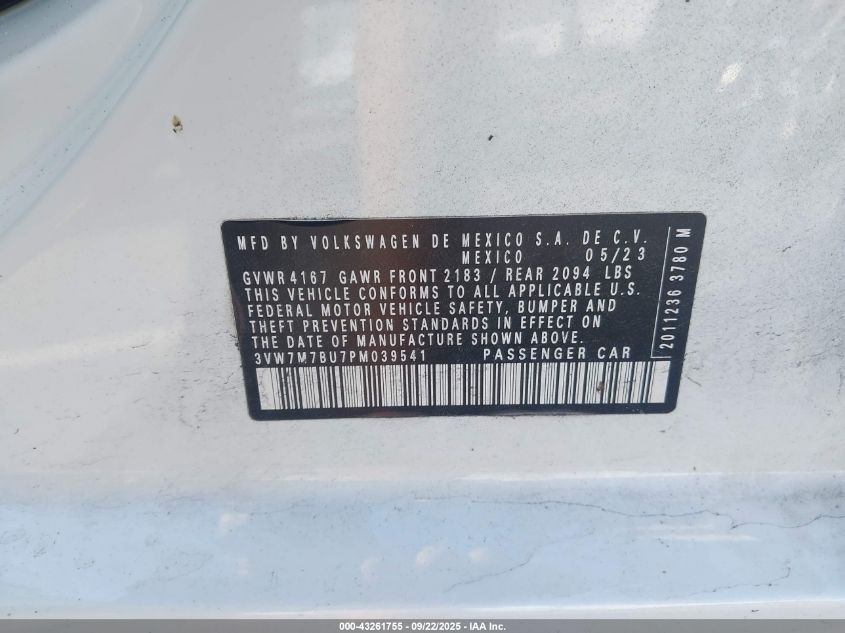 MFD BY VOLKSWAGEN DE MEXICO S.A. DE C.V.
MEXICO 05/23
GVWR 4167 GAWR FRONT 2183 / REAR 2094 LBS
THIS VEHICLE CONFORMS TO ALL APPLICABLE U.S.
FEDERAL MOTOR VEHICLE SAFETY, BUMPER AND
THEFT PREVENTION STANDARDS IN EFFECT ON
THE DATE OF MANUFACTURE SHOWN ABOVE.
3VW7M7BU7PM039541 PASSENGER CAR
2011236 3780 M
000-43261755 - 09/22/2025 - IAA Inc.